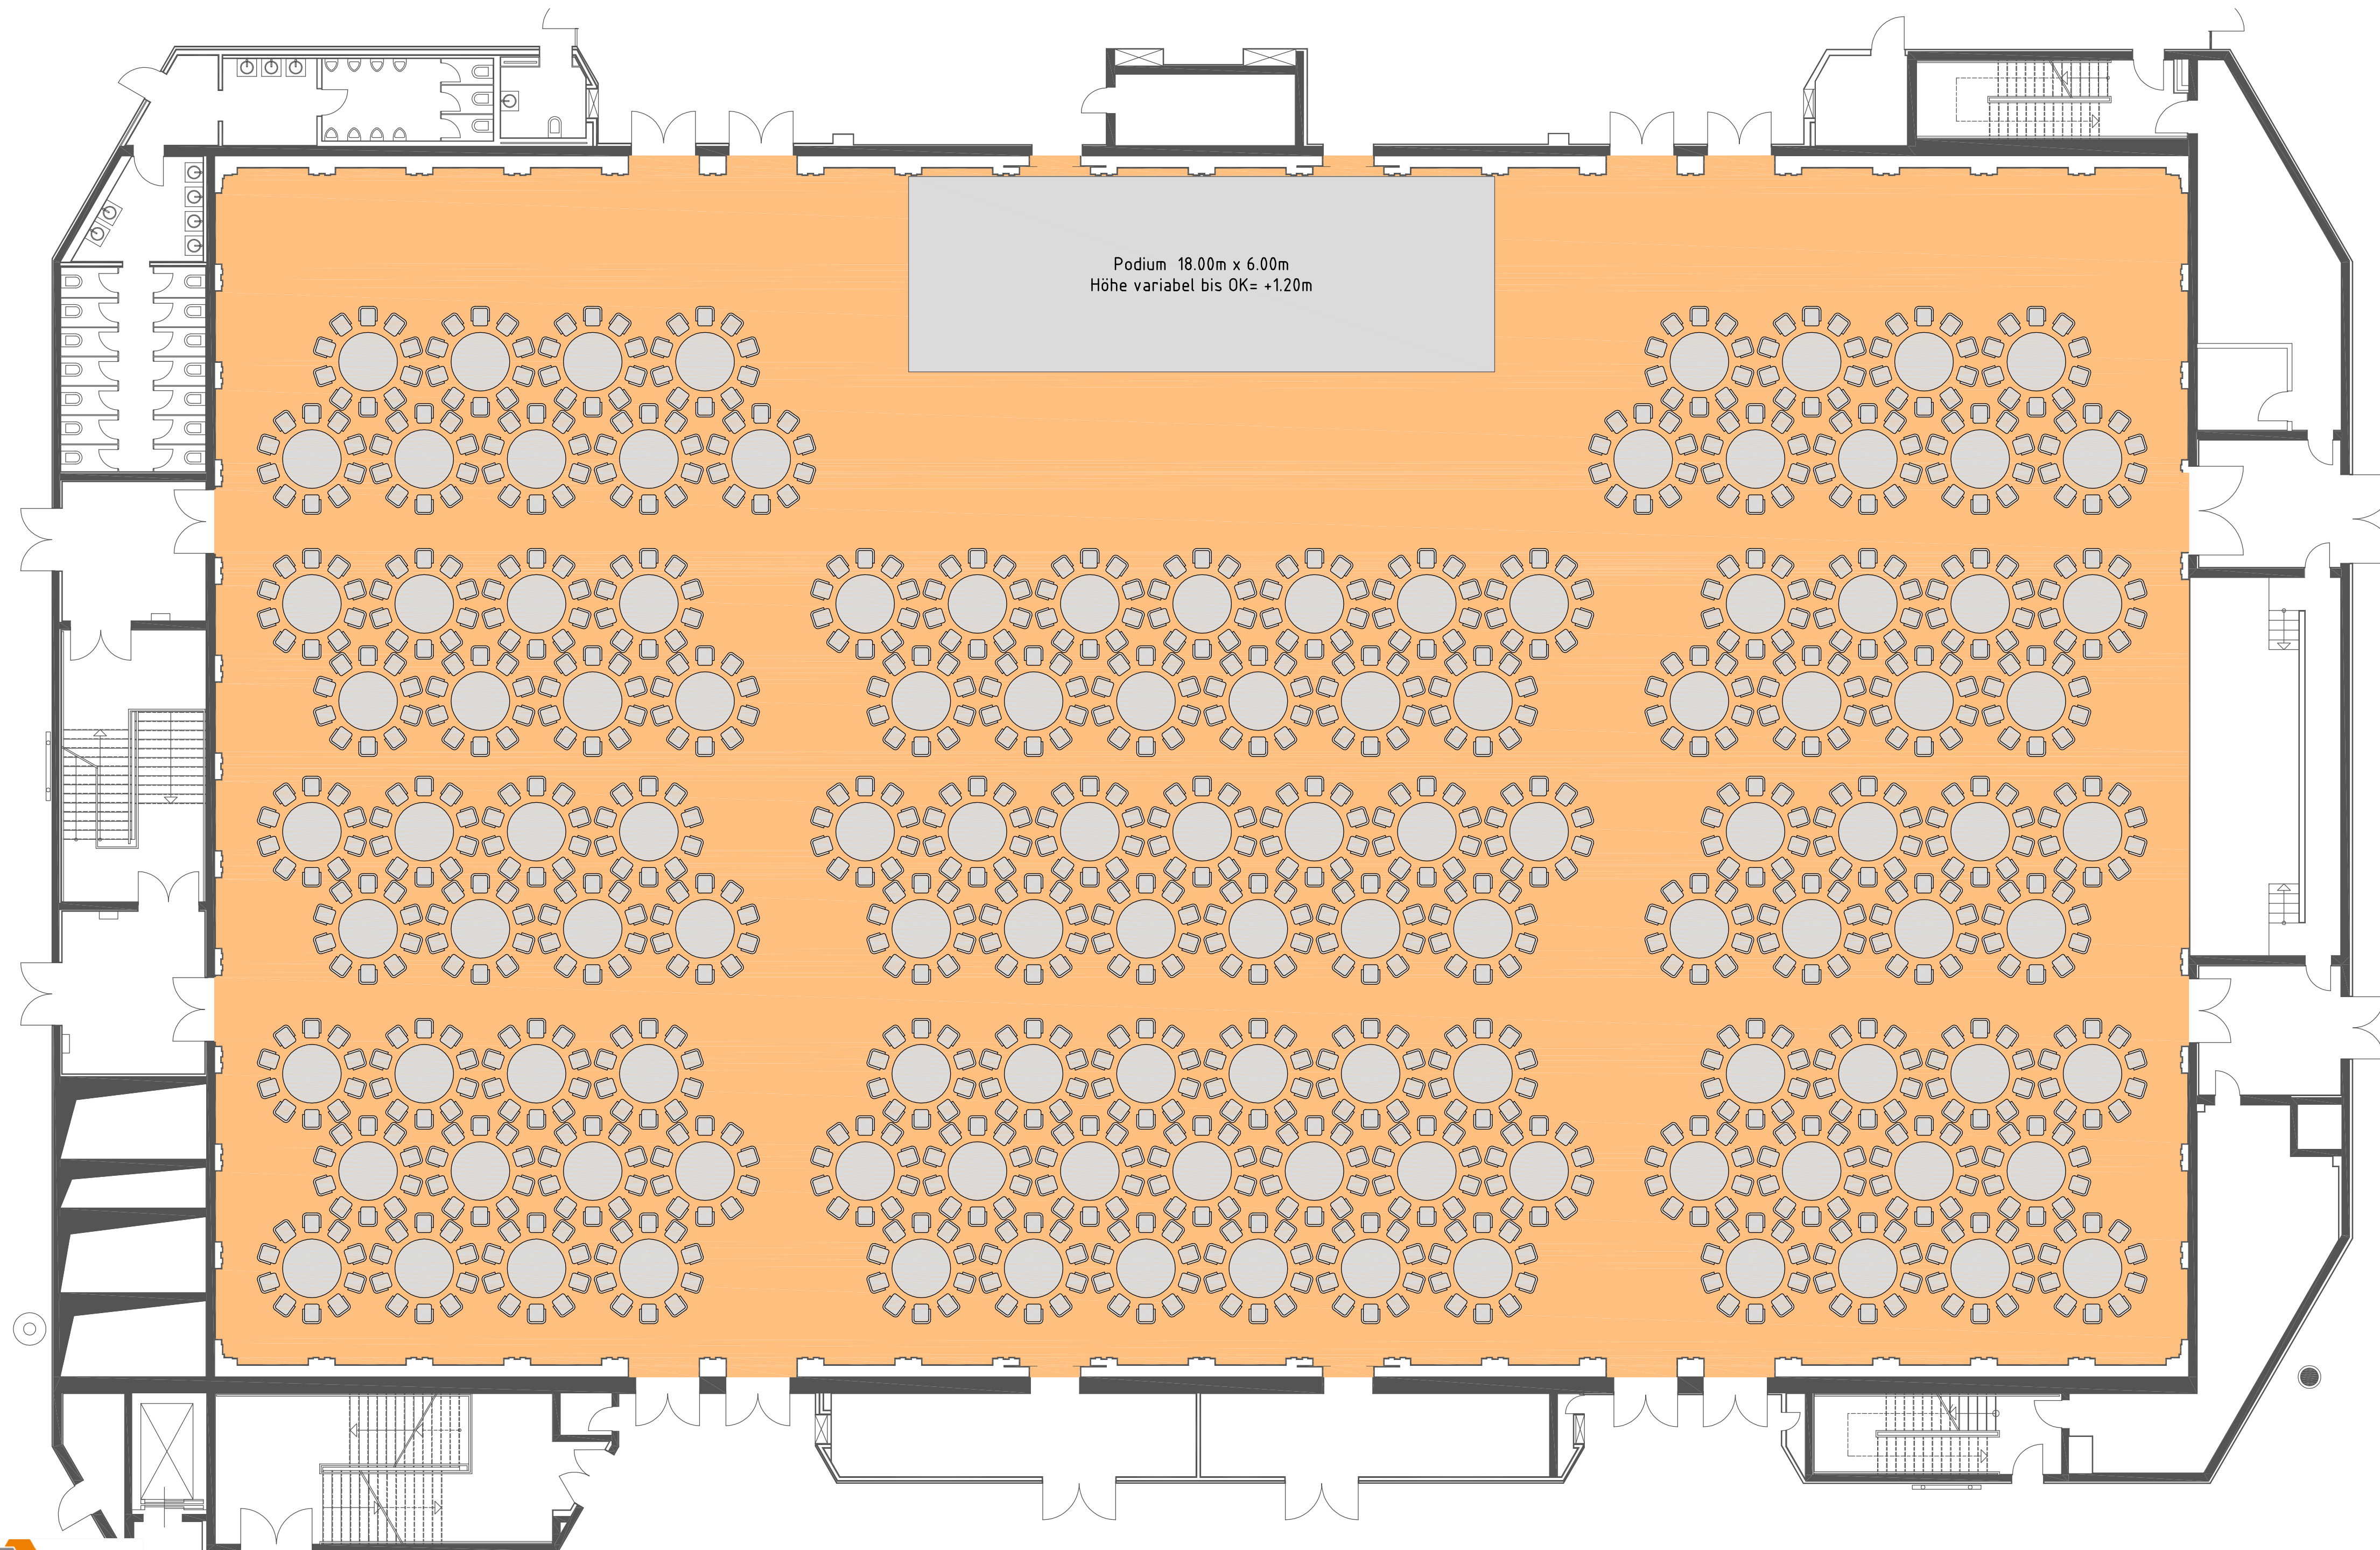 Podium 18.00m x 6.00m
Höhe variabel bis OK= +1.20m